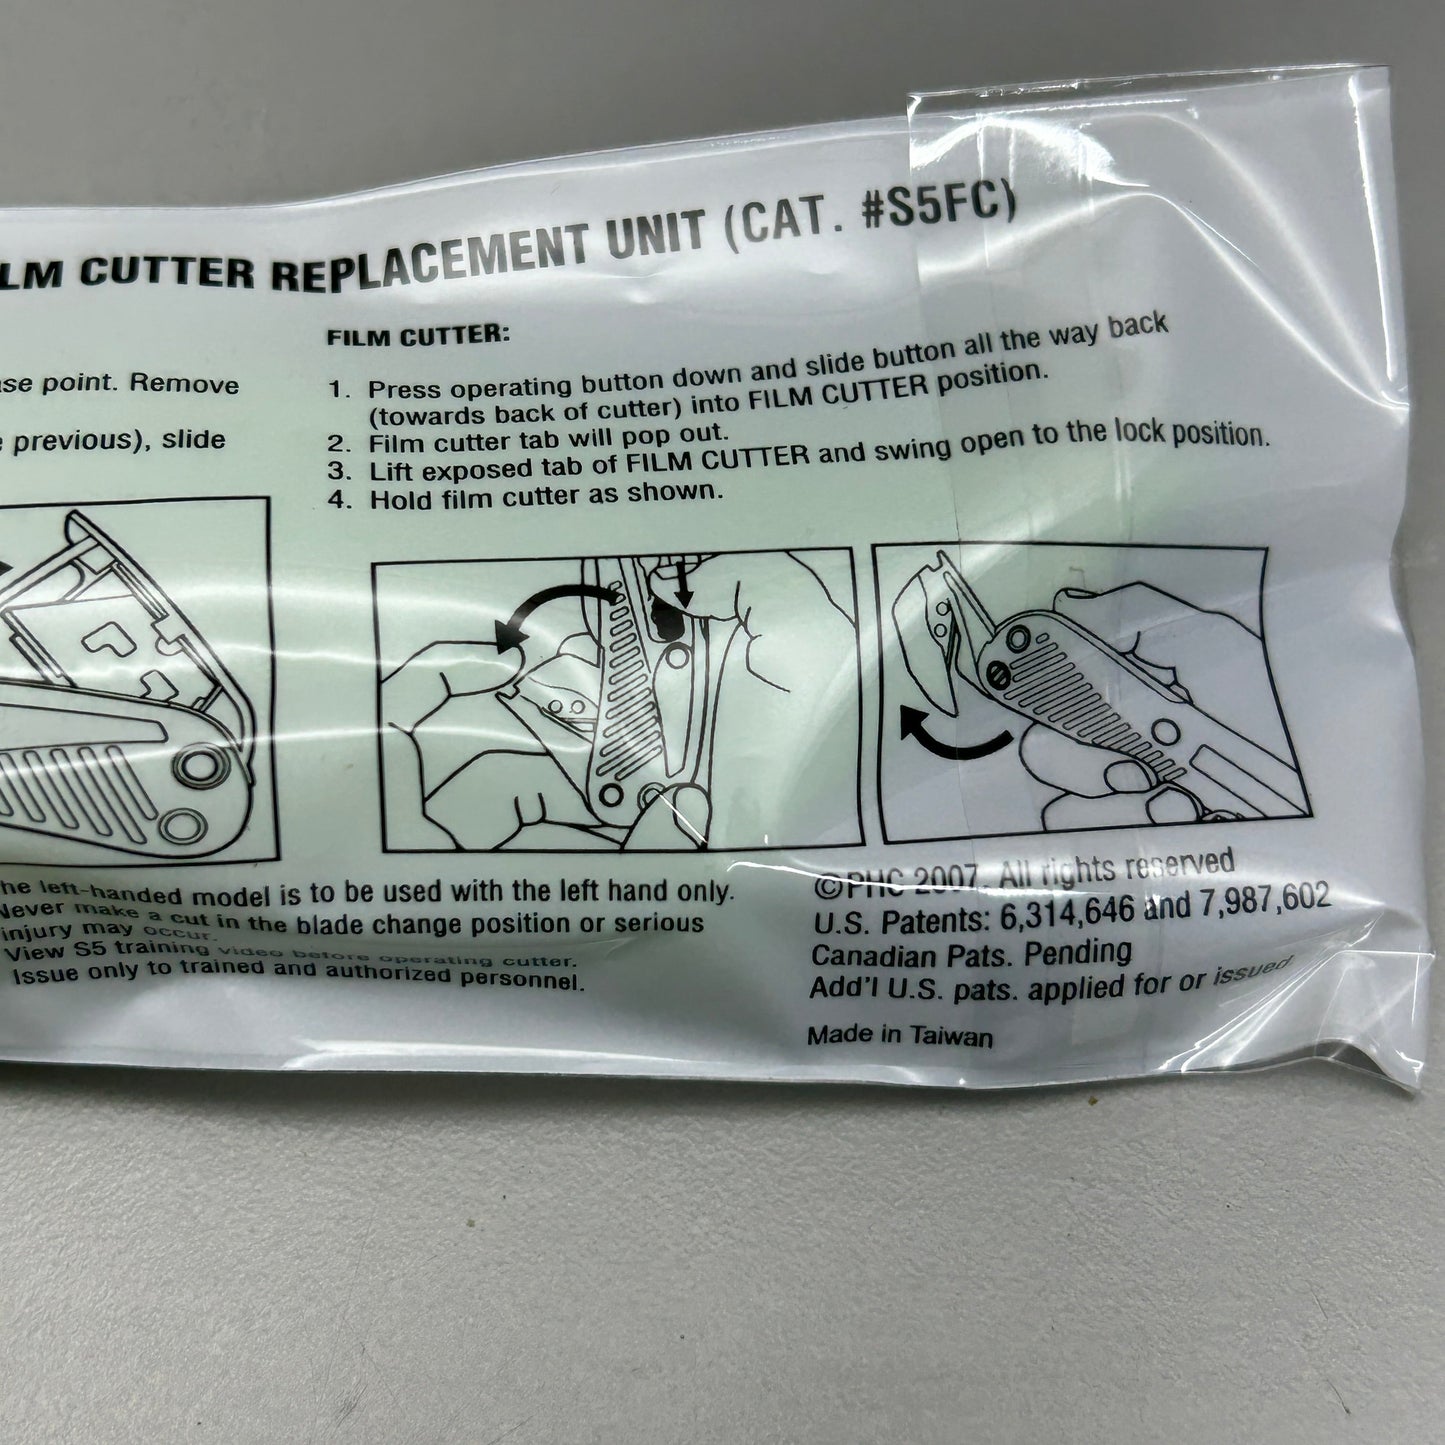 LM CUTTER REPLACEMENT UNIT (CAT. #S5FC)
se point. Remove
previous), slide
FILM CUTTER:
1. Press operating button down and slide button all the way back
(towards back of cutter) into FILM CUTTER position.
2. Film cutter tab will pop out.
3. Lift exposed tab of FILM CUTTER and swing open to the lock position.
4. Hold film cutter as shown.
he left-handed model is to be used with the left hand only.
Never make a cut in the blade change position or serious
injury may occur.
View S5 training video before operating cutter.
Issue only to trained and authorized personnel.
©PHC 2007. All rights reserved
U.S. Patents: 6,314,646 and 7,987,602
Canadian Pats. Pending
Add'l U.S. pats. applied for or issued
Made in Taiwan